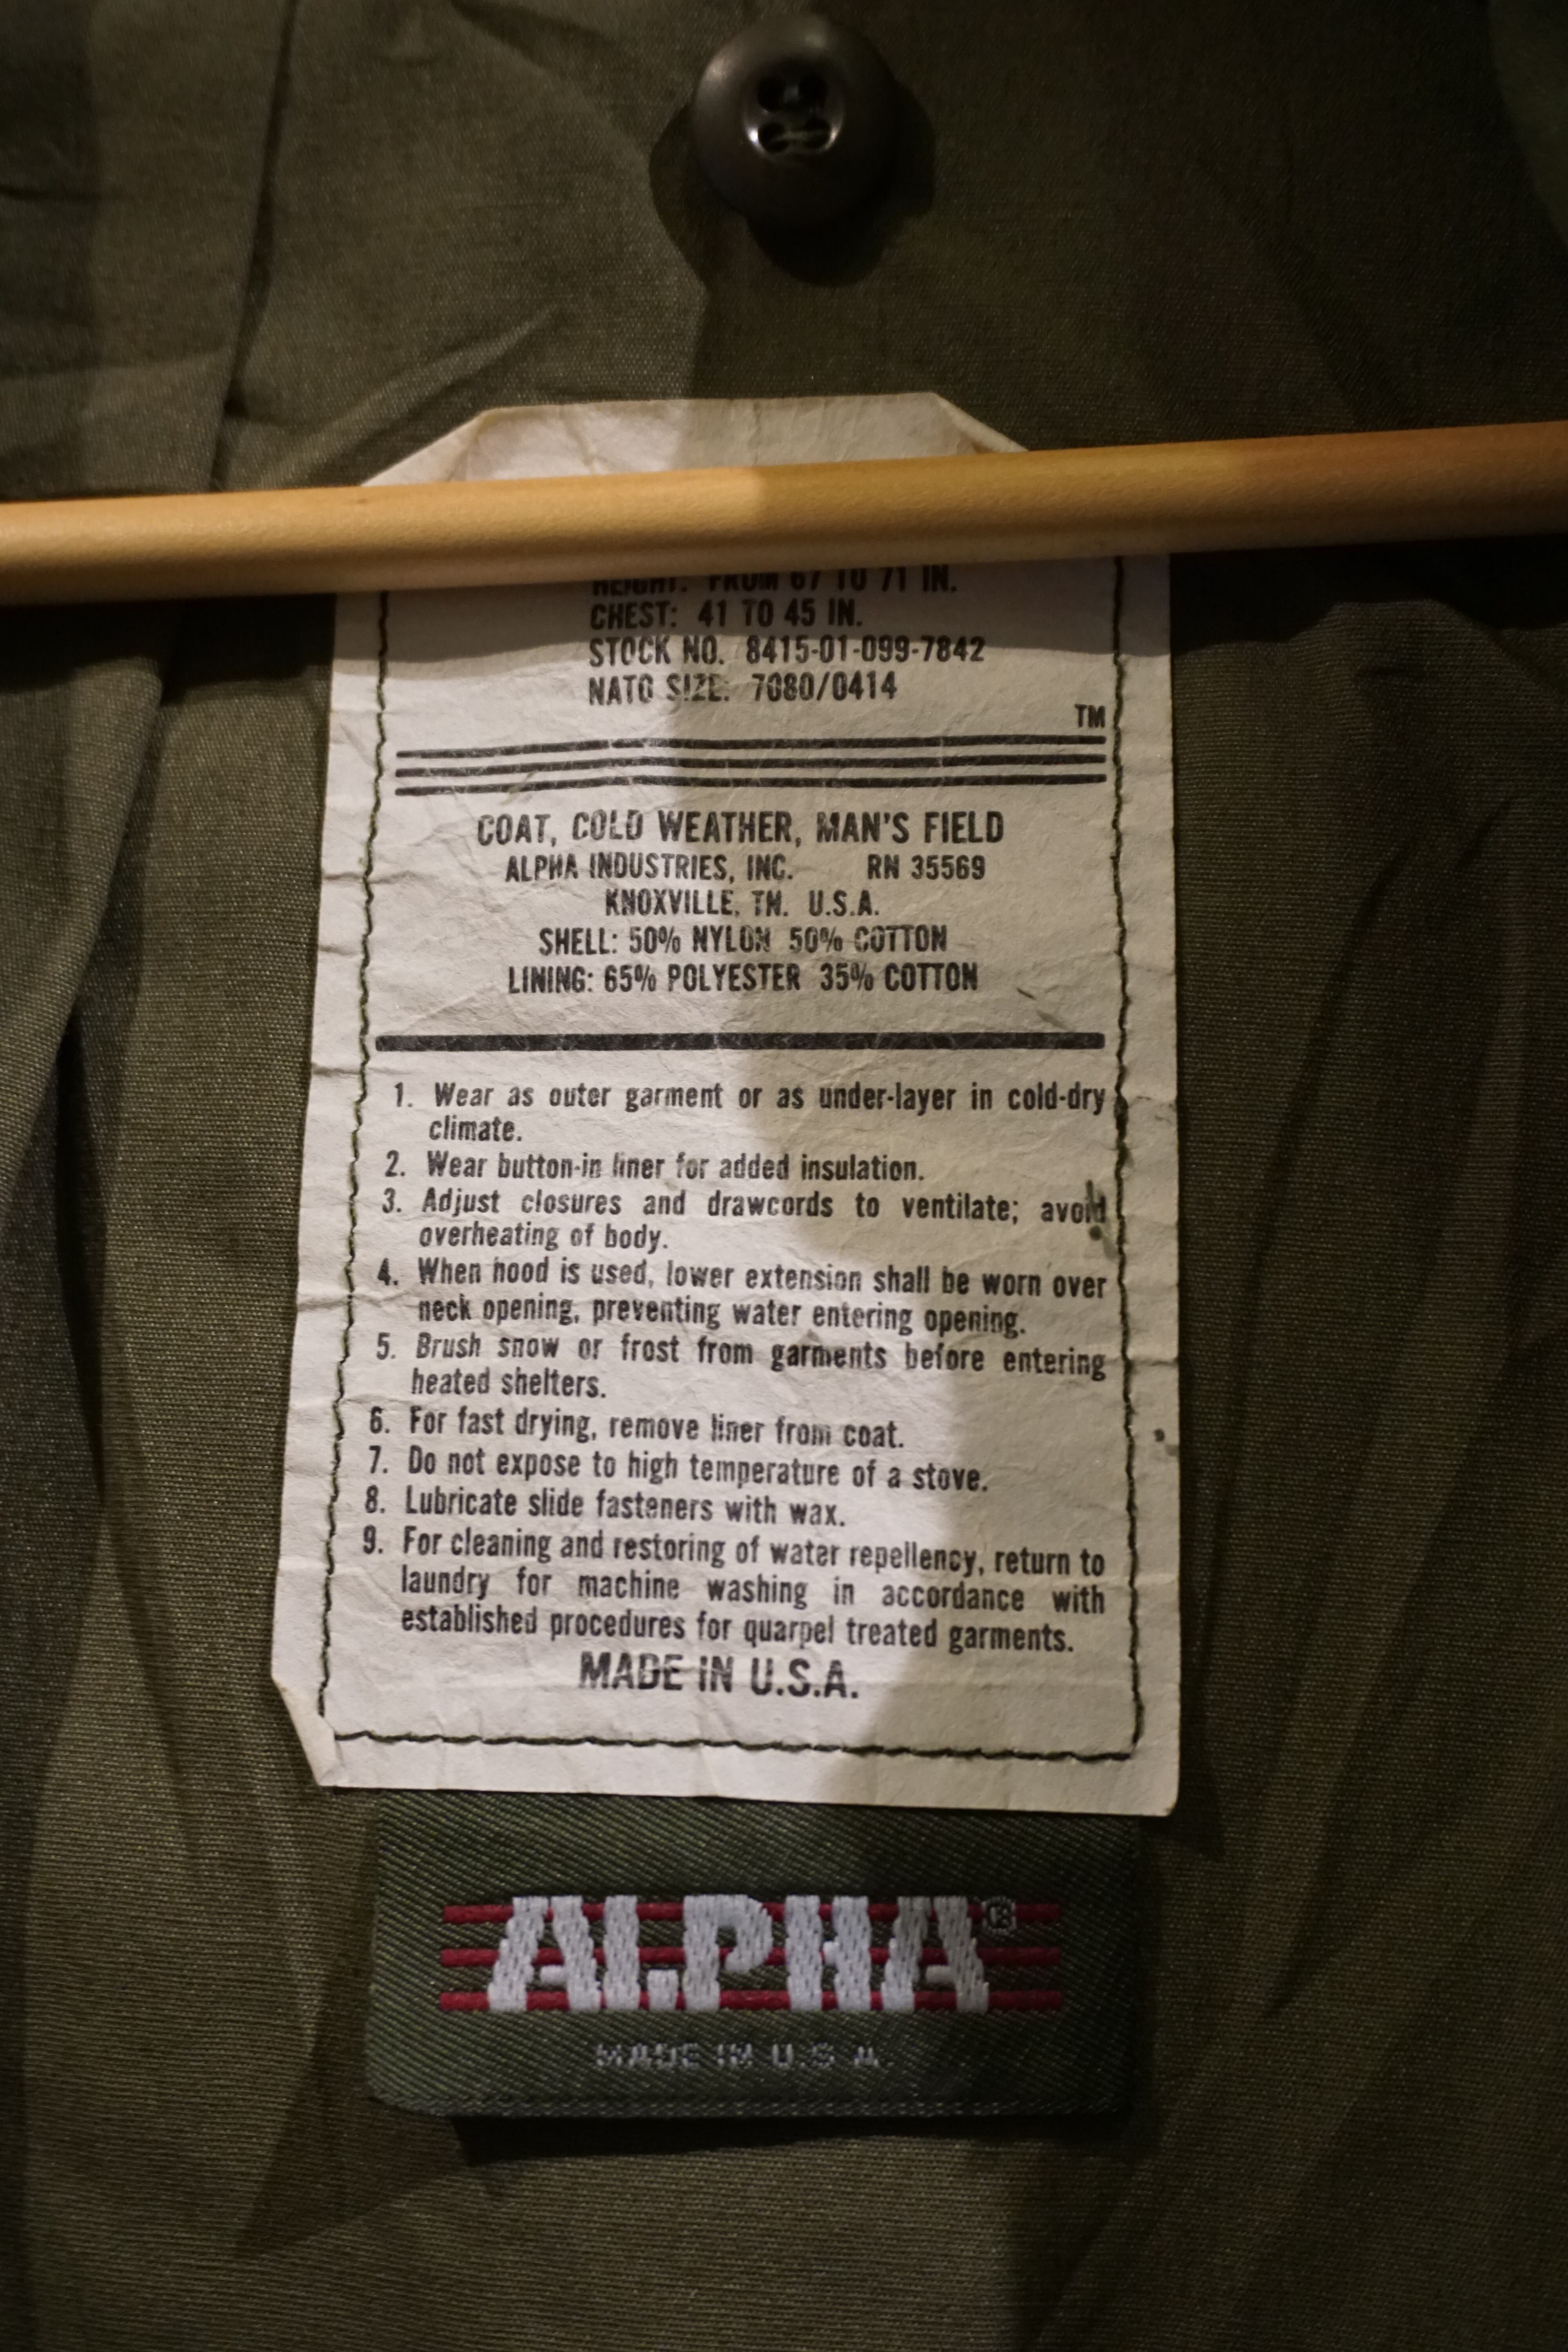 HEIGHT: FROM 67 TO 71 IN.
CHEST: 41 TO 45 IN.
STOCK NO. 8415-01-099-7842
NATO SIZE: 7080/0414
TM
COAT, COLD WEATHER, MAN'S FIELD
ALPHA INDUSTRIES, INC. RN 35569
KNOXVILLE, TN. U.S.A.
SHELL: 50% NYLON 50% COTTON
LINING: 65% POLYESTER 35% COTTON
1. Wear as outer garment or as under-layer in cold-dry
climate.
2. Wear button-in liner for added insulation.
3. Adjust closures and drawcords to ventilate; avoid
overheating of body.
4. When hood is used, lower extension shall be worn over
neck opening, preventing water entering opening.
5. Brush snow or frost from garments before entering
heated shelters.
6. For fast drying, remove liner from coat.
7. Do not expose to high temperature of a stove.
8. Lubricate slide fasteners with wax.
9. For cleaning and restoring of water repellency, return to
laundry for machine washing in accordance with
established procedures for quarpel treated garments.
MADE IN U.S.A.
ALPHA®
MADE IN U.S.A.